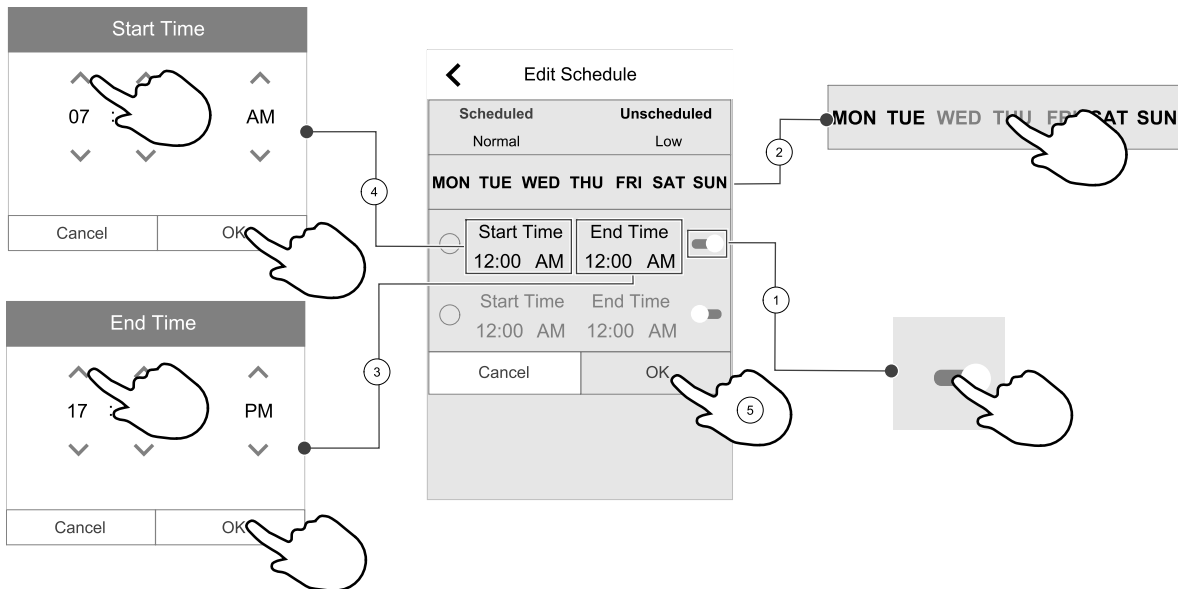 Start Time
07 : AM
Cancel OK
End Time
17 : PM
Cancel OK
Edit Schedule
Scheduled Unscheduled
Normal Low
MON TUE WED THU FRI SAT SUN
Start Time End Time
12:00 AM 12:00 AM
Start Time End Time
12:00 AM 12:00 AM
Cancel OK
MON TUE WED THU FRI SAT SUN
4
3
2
1
5